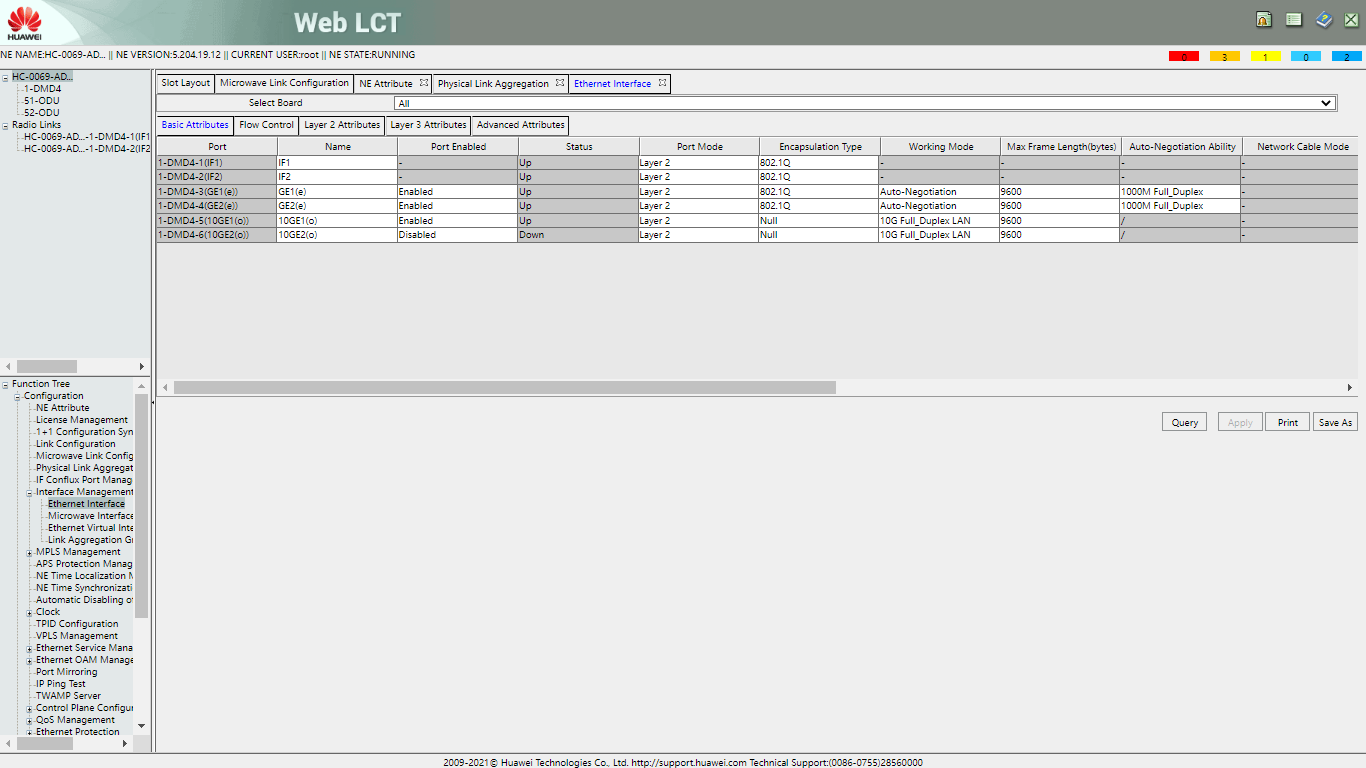 HUAWEI
Web LCT
NE NAME:HC-0069-AD... || NE VERSION:5.204.19.12 || CURRENT USER:root || NE STATE:RUNNING
0 3 1 0 2
HC-0069-AD...
1-DMD4
51-ODU
52-ODU
Radio Links
HC-0069-AD...-1-DMD4-1(IF1
HC-0069-AD...-1-DMD4-2(IF2
Slot Layout Microwave Link Configuration NE Attribute Physical Link Aggregation Ethernet Interface
Select Board All
Basic Attributes Flow Control Layer 2 Attributes Layer 3 Attributes Advanced Attributes
Port Name Port Enabled Status Port Mode Encapsulation Type Working Mode Max Frame Length(bytes) Auto-Negotiation Ability Network Cable Mode
1-DMD4-1(IF1) IF1 - Up Layer 2 802.1Q - - - -
1-DMD4-2(IF2) IF2 - Up Layer 2 802.1Q - - - -
1-DMD4-3(GE1(e)) GE1(e) Enabled Up Layer 2 802.1Q Auto-Negotiation 9600 1000M Full_Duplex -
1-DMD4-4(GE2(e)) GE2(e) Enabled Up Layer 2 802.1Q Auto-Negotiation 9600 1000M Full_Duplex -
1-DMD4-5(10GE1(o)) 10GE1(o) Enabled Up Layer 2 Null 10G Full_Duplex LAN 9600 / -
1-DMD4-6(10GE2(o)) 10GE2(o) Disabled Down Layer 2 Null 10G Full_Duplex LAN 9600 / -
Query Apply Print Save As
Function Tree
Configuration
NE Attribute
License Management
1+1 Configuration Syn
Link Configuration
Microwave Link Config
Physical Link Aggregat
IF Conflux Port Manag
Interface Management
Ethernet Interface
Microwave Interface
Ethernet Virtual Inte
Link Aggregation Gr
MPLS Management
APS Protection Manag
NE Time Localization M
NE Time Synchronizati
Automatic Disabling of
Clock
TPID Configuration
VPLS Management
Ethernet Service Mana
Ethernet OAM Manage
Port Mirroring
IP Ping Test
TWAMP Server
Control Plane Configur
QoS Management
Ethernet Protection
2009-2021© Huawei Technologies Co., Ltd. http://support.huawei.com Technical Support:(0086-0755)28560000